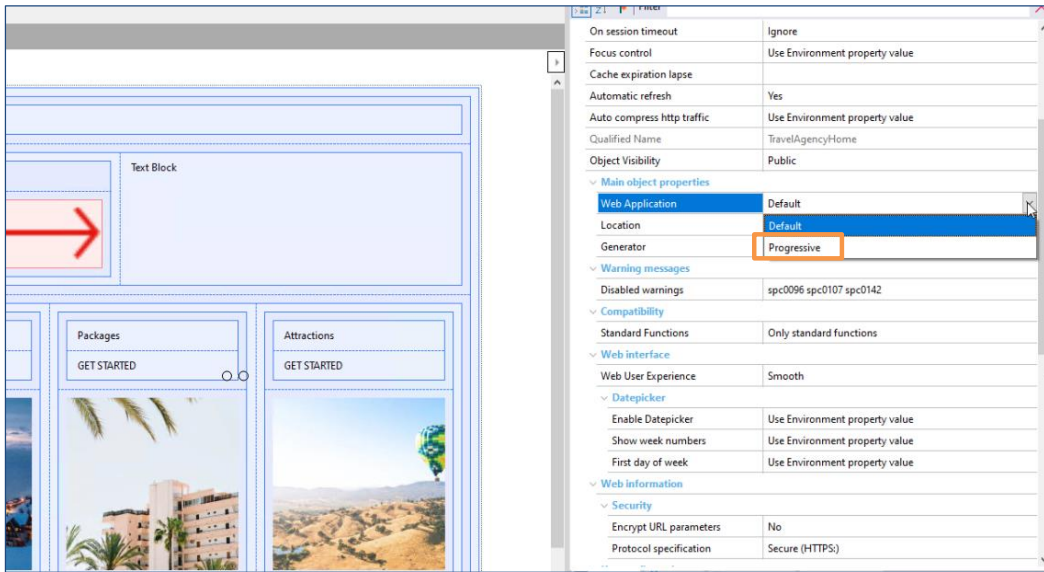 Filter
Text Block
Packages
GET STARTED
Attractions
GET STARTED
On session timeout Ignore
Focus control Use Environment property value
Cache expiration lapse
Automatic refresh Yes
Auto compress http traffic Use Environment property value
Qualified Name TravelAgencyHome
Object Visibility Public
Main object properties
Web Application Default
Location Default
Generator Progressive
Warning messages
Disabled warnings spc0096 spc0107 spc0142
Compatibility
Standard Functions Only standard functions
Web interface
Web User Experience Smooth
Datepicker
Enable Datepicker Use Environment property value
Show week numbers Use Environment property value
First day of week Use Environment property value
Web information
Security
Encrypt URL parameters No
Protocol specification Secure (HTTPS:)